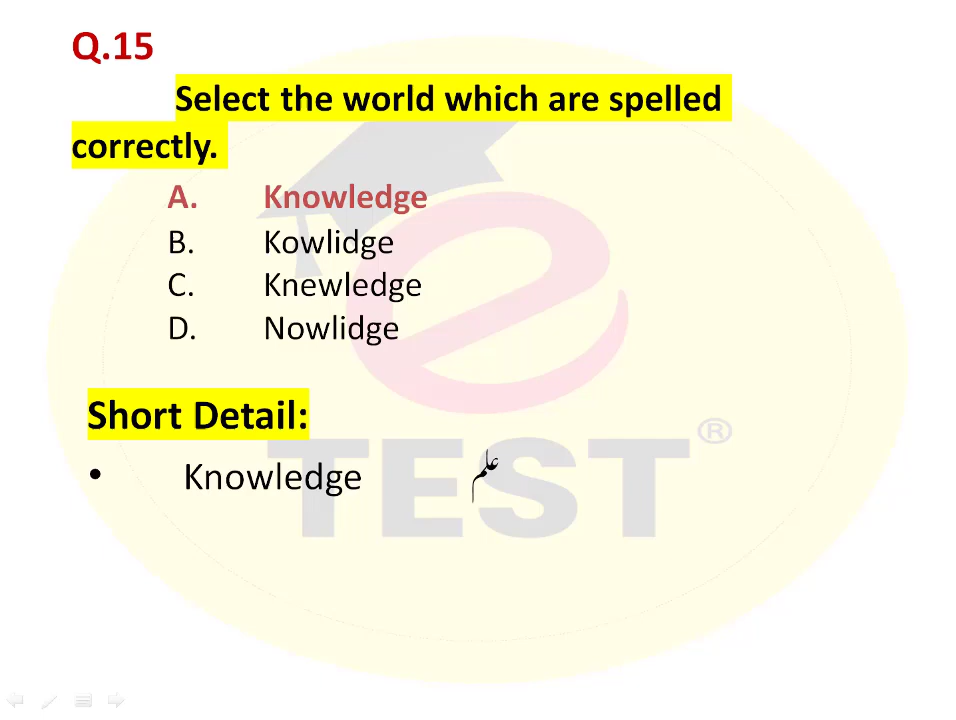 Q.15
Select the world which are spelled
correctly.
A. Knowledge
B. Kowlidge
C. Knewledge
D. Nowlidge
Short Detail:
• Knowledge علم
e
TEST®